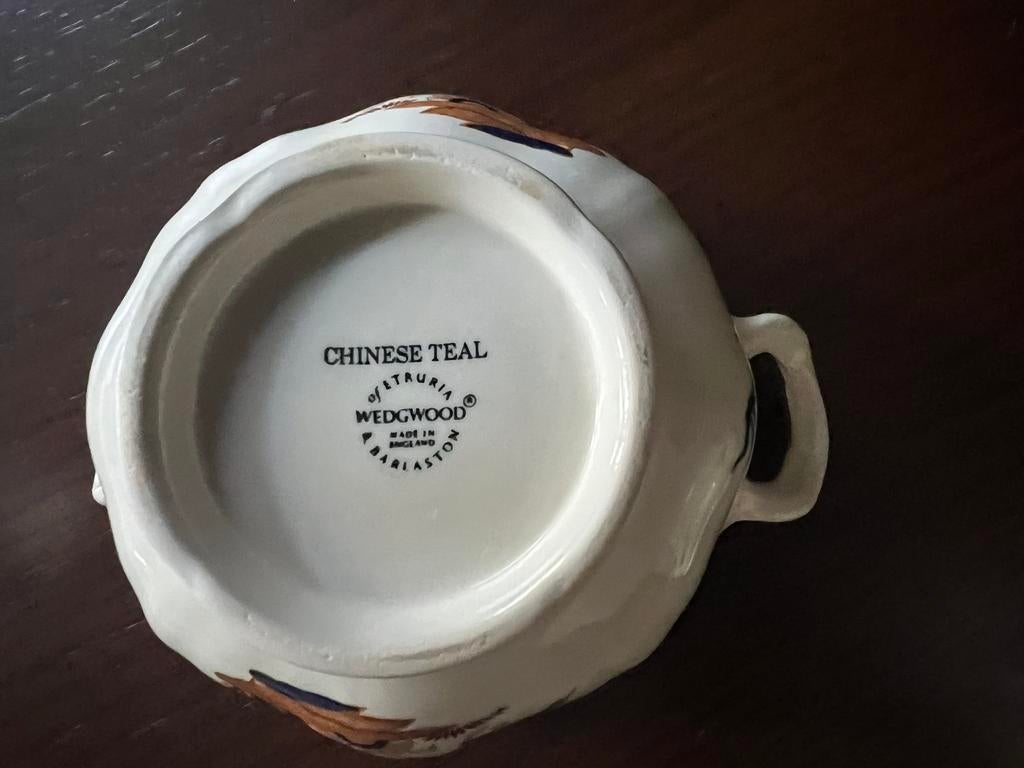 CHINESE TEAL
of ETRURIA
WEDGWOOD®
MADE IN
ENGLAND
& BARLASTON